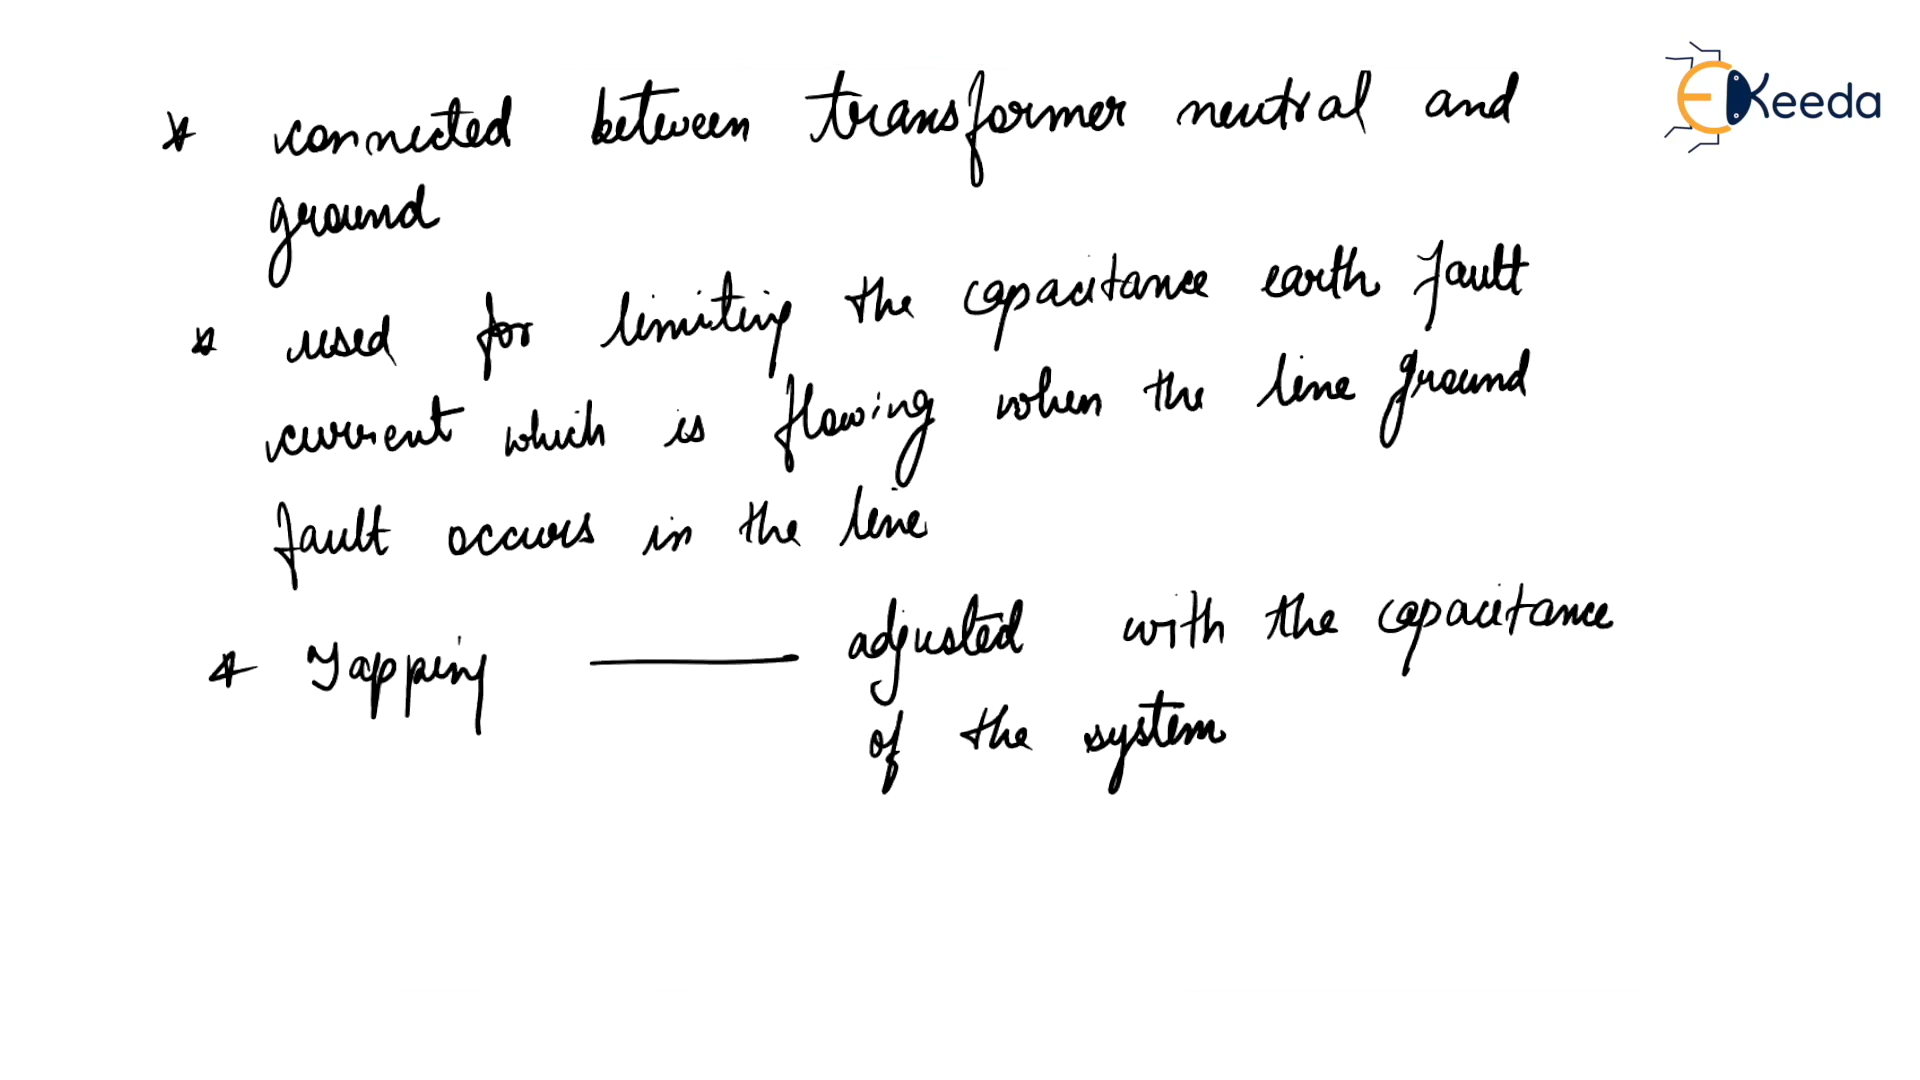 * connected between transformer neutral and
EKeeda
ground
* used for limiting the capacitance earth fault
current which is flowing when the line ground
fault occurs in the line
* Tapping — adjusted with the capacitance
of the system